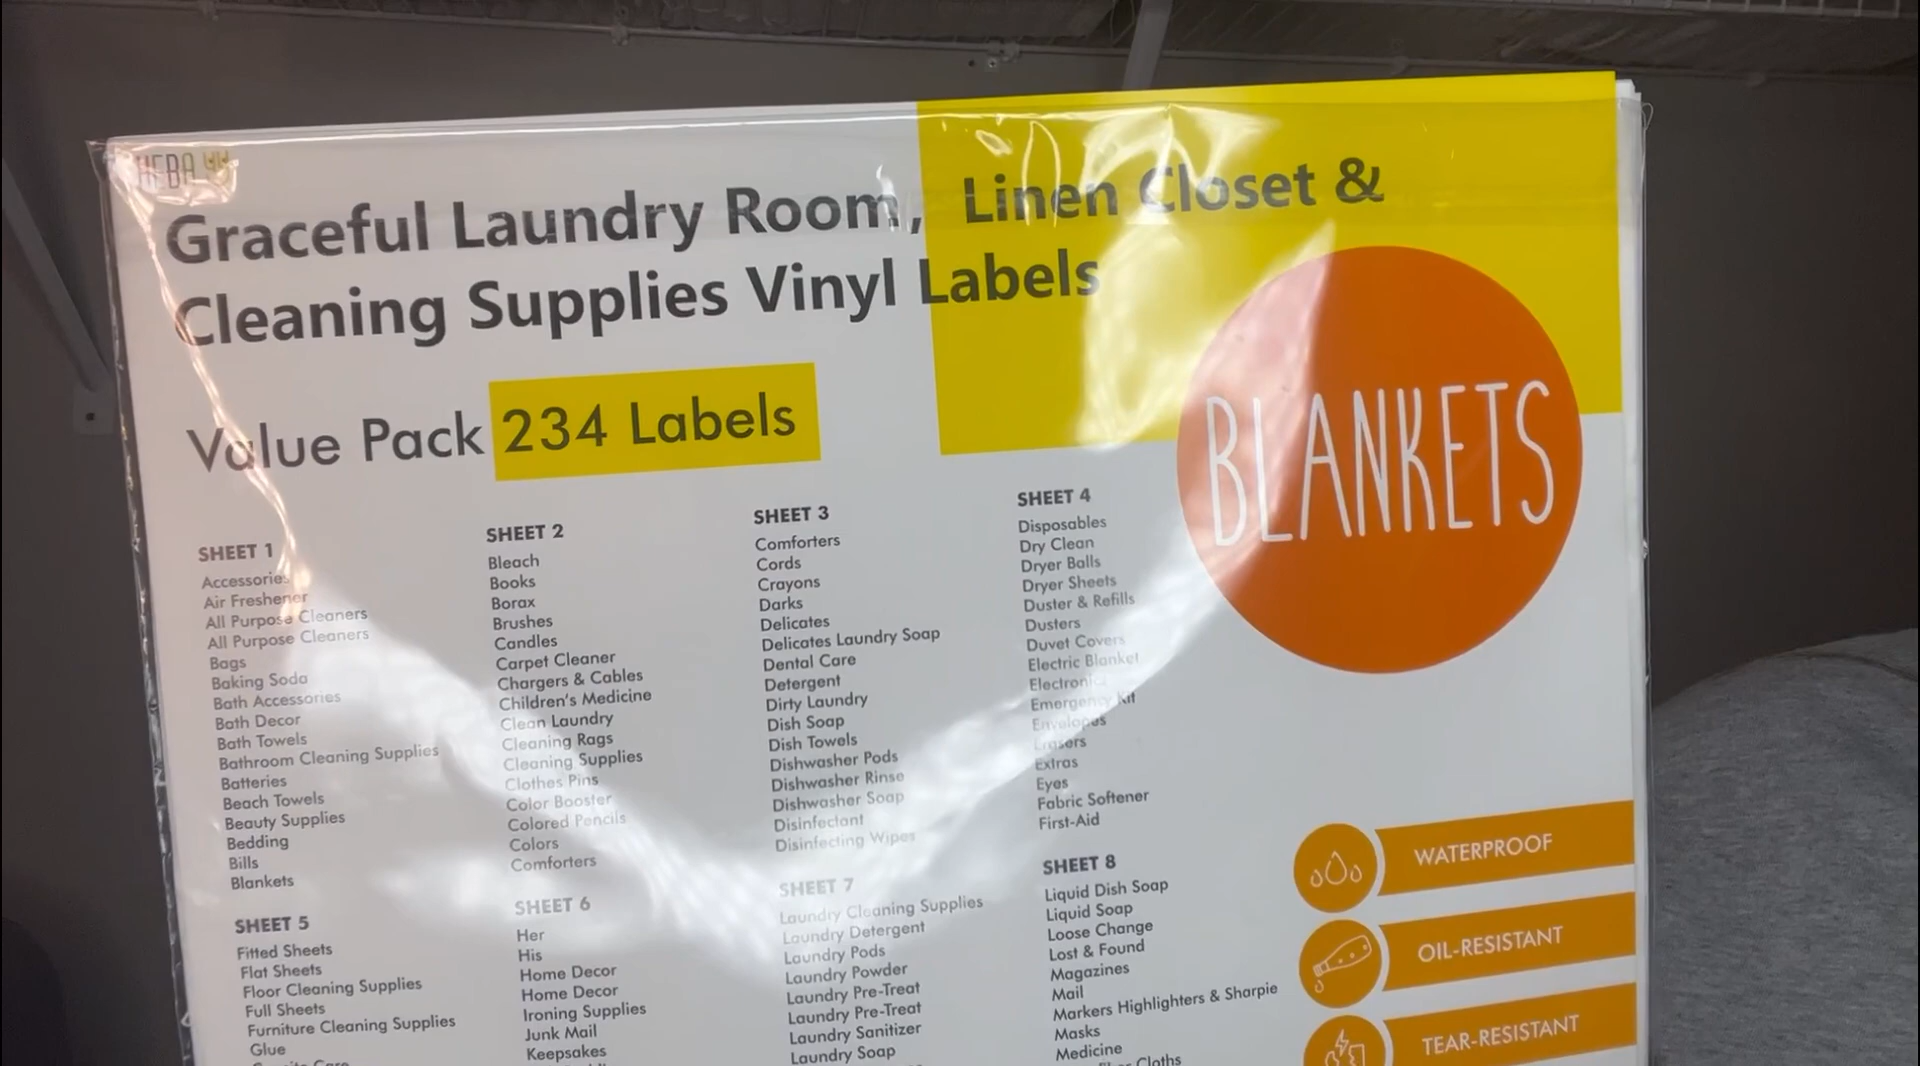 Graceful Laundry Room, Linen Closet &
Cleaning Supplies Vinyl Labels
Value Pack 234 Labels
BLANKETS
SHEET 1
Accessories
Air Freshener
All Purpose Cleaners
All Purpose Cleaners
Bags
Baking Soda
Bath Accessories
Bath Decor
Bath Towels
Bathroom Cleaning Supplies
Batteries
Beach Towels
Beauty Supplies
Bedding
Bills
Blankets
SHEET 2
Bleach
Books
Borax
Brushes
Candles
Carpet Cleaner
Chargers & Cables
Children's Medicine
Clean Laundry
Cleaning Rags
Cleaning Supplies
Clothes Pins
Color Booster
Colored Pencils
Colors
Comforters
SHEET 3
Comforters
Cords
Crayons
Darks
Delicates
Delicates Laundry Soap
Dental Care
Detergent
Dirty Laundry
Dish Soap
Dish Towels
Dishwasher Pods
Dishwasher Rinse
Dishwasher Soap
Disinfectant
Disinfecting Wipes
SHEET 4
Disposables
Dry Clean
Dryer Balls
Dryer Sheets
Duster & Refills
Dusters
Duvet Covers
Electric Blanket
Electronics
Emergency Kit
Envelopes
Erasers
Extras
Eyes
Fabric Softener
First-Aid
SHEET 5
Fitted Sheets
Flat Sheets
Floor Cleaning Supplies
Full Sheets
Furniture Cleaning Supplies
Glue
SHEET 6
Her
His
Home Decor
Home Decor
Ironing Supplies
Junk Mail
Keepsakes
SHEET 7
Laundry Cleaning Supplies
Laundry Detergent
Laundry Pods
Laundry Powder
Laundry Pre-Treat
Laundry Pre-Treat
Laundry Sanitizer
Laundry Soap
SHEET 8
Liquid Dish Soap
Liquid Soap
Loose Change
Lost & Found
Magazines
Mail
Markers Highlighters & Sharpie
Masks
Medicine
Cloths
WATERPROOF
OIL-RESISTANT
TEAR-RESISTANT